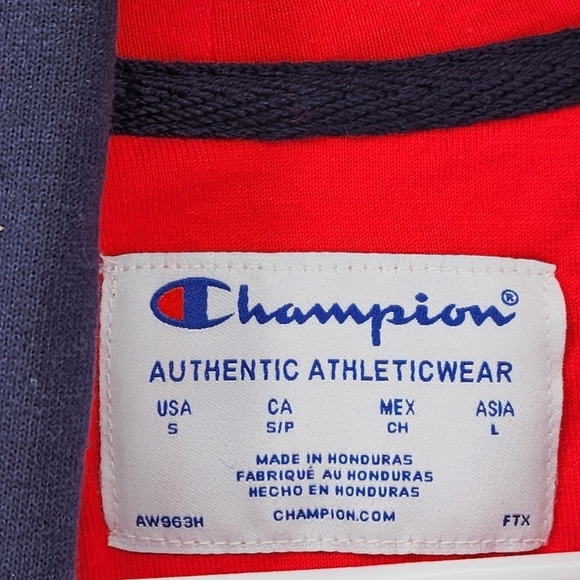 Champion®
AUTHENTIC ATHLETICWEAR
USA CA MEX ASIA
S S/P CH L
MADE IN HONDURAS
FABRIQUÉ AU HONDURAS
HECHO EN HONDURAS
AW963H CHAMPION.COM FTX